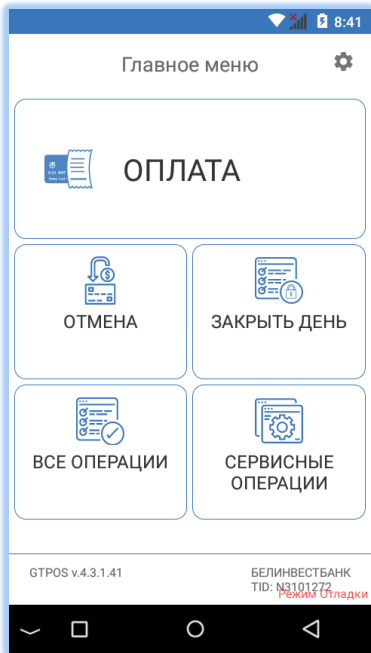 8:41
Главное меню
ОПЛАТА
ОТМЕНА
ЗАКРЫТЬ ДЕНЬ
ВСЕ ОПЕРАЦИИ
СЕРВИСНЫЕ
ОПЕРАЦИИ
GTPOS v.4.3.1.41
БЕЛИНВЕСТБАНК
TID: N3101272
Режим Отладки